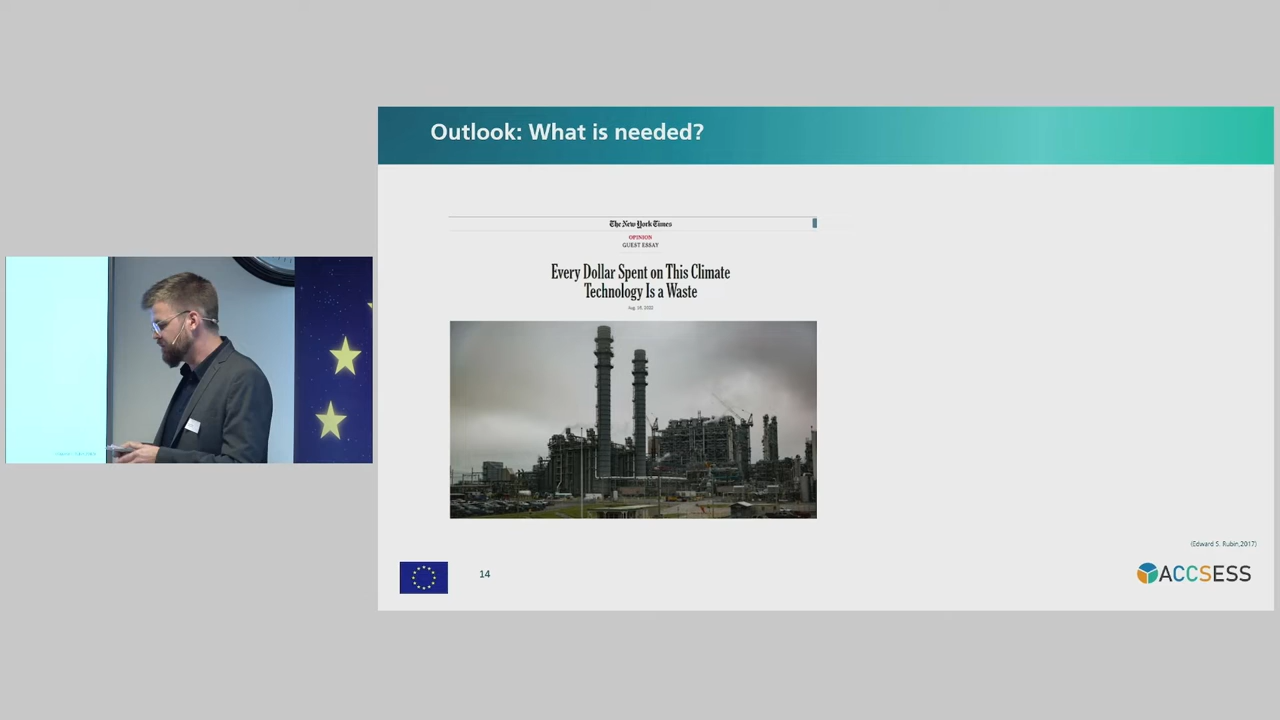 Outlook: What is needed?
The New York Times
OPINION
GUEST ESSAY
Every Dollar Spent on This Climate
Technology Is a Waste
(Edward S. Rubin,2017)
14
ACCSESS